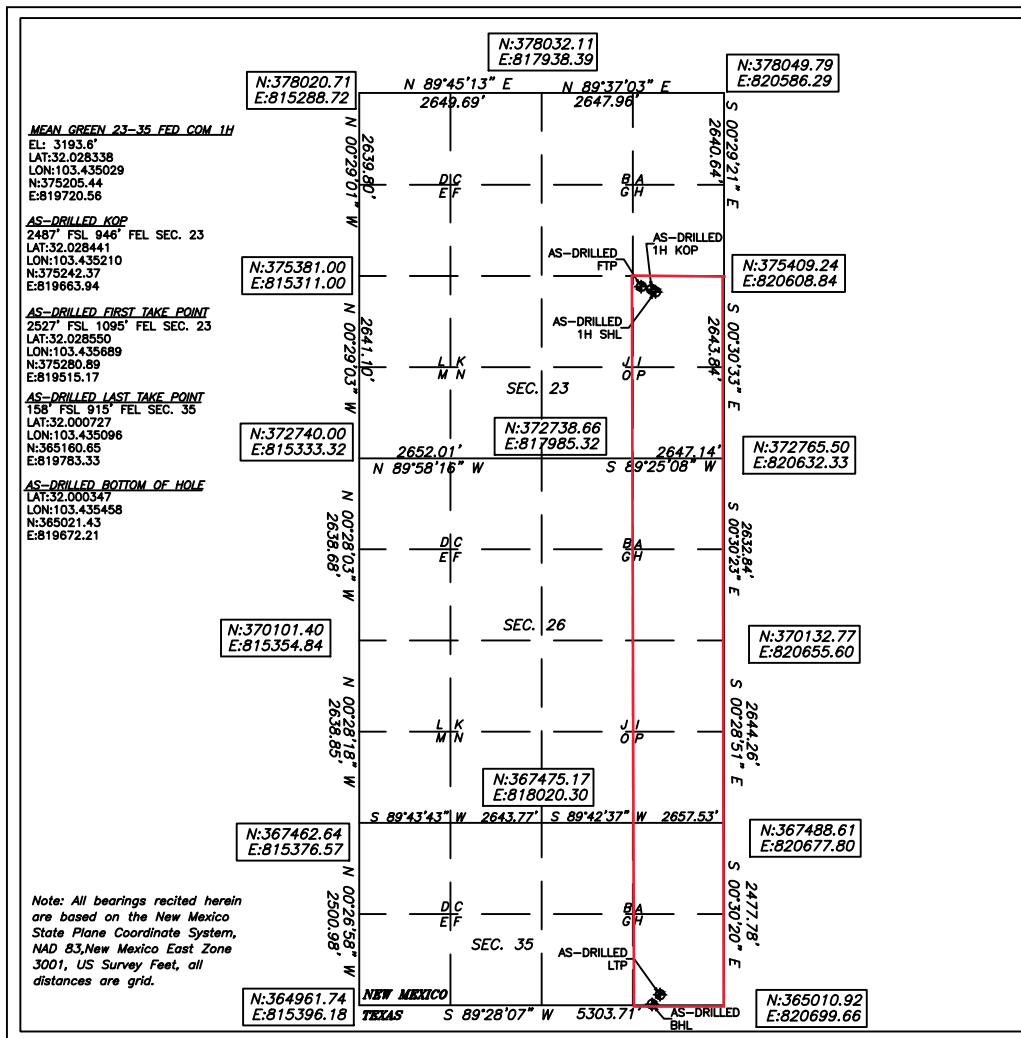 N:378032.11
E:817938.39
N:378020.71
E:815288.72
N 89°45'13" E
2649.69'
N 89°37'03" E
2647.96'
N:378049.79
E:820586.29
MEAN GREEN 23-35 FED COM 1H
EL: 3193.6'
LAT:32.028338
LON:103.435029
N:375205.44
E:819720.56
AS-DRILLED KOP
2487' FSL 946' FEL SEC. 23
LAT:32.028441
LON:103.435210
N:375242.37
E:819663.94
AS-DRILLED FIRST TAKE POINT
2527' FSL 1095' FEL SEC. 23
LAT:32.028550
LON:103.435689
N:375280.89
E:819515.17
AS-DRILLED LAST TAKE POINT
158' FSL 915' FEL SEC. 35
LAT:32.000727
LON:103.435096
N:365160.65
E:819783.33
AS-DRILLED BOTTOM OF HOLE
LAT:32.000347
LON:103.435458
N:365021.43
E:819672.21
N 00°29'01" W
2639.80'
D C
E F
B A
G H
S 00°29'21" E
2640.64'
AS-DRILLED
FTP
AS-DRILLED
1H KOP
AS-DRILLED
1H SHL
N:375381.00
E:815311.00
N:375409.24
E:820608.84
N 00°29'03" W
2641.10'
L K
M N
J I
O P
S 00°30'33" E
2643.84'
SEC. 23
N:372740.00
E:815333.32
N:372738.66
E:817985.32
N:372765.50
E:820632.33
2652.01'
N 89°58'16" W
2647.14'
S 89°25'08" W
N 00°28'03" W
2638.68'
D C
E F
B A
G H
S 00°30'23" E
2632.84'
SEC. 26
N:370101.40
E:815354.84
N:370132.77
E:820655.60
N 00°28'18" W
2638.85'
L K
M N
J I
O P
S 00°28'51" E
2644.26'
N:367475.17
E:818020.30
S 89°43'43" W 2643.77'
S 89°42'37" W 2657.53'
N:367462.64
E:815376.57
N:367488.61
E:820677.80
N 00°26'58" W
2500.98'
D C
E F
B A
G H
S 00°30'20" E
2477.78'
SEC. 35
AS-DRILLED
LTP
Note: All bearings recited herein
are based on the New Mexico
State Plane Coordinate System,
NAD 83,New Mexico East Zone
3001, US Survey Feet, all
distances are grid.
N:364961.74
E:815396.18
NEW MEXICO
TEXAS
S 89°28'07" W 5303.71'
AS-DRILLED
BHL
N:365010.92
E:820699.66